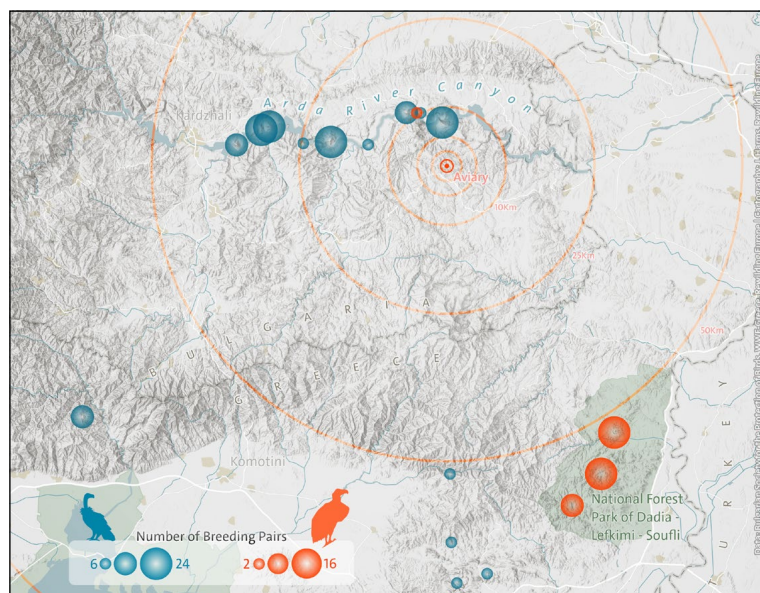 Arda River Canyon
Kardzhali
Aviary
10Km
25Km
50Km
BULGARIA
GREECE
TURKEY
Komotini
National Forest
Park of Dadia -
Lefkimi - Soufli
Number of Breeding Pairs
6 24 2 16